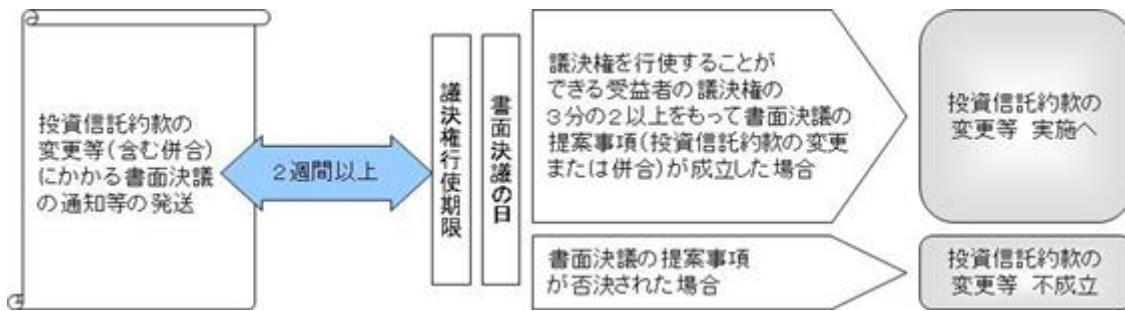 投資信託約款の
変更等(含む併合)
にかかる書面決議
の通知等の発送
2週間以上
議決権行使期限
書面決議の日
議決権を行使することが
できる受益者の議決権の
3分の2以上をもって書面決議の
提案事項(投資信託約款の変更
または併合)が成立した場合
投資信託約款の
変更等 実施へ
書面決議の提案事項
が否決された場合
投資信託約款の
変更等 不成立